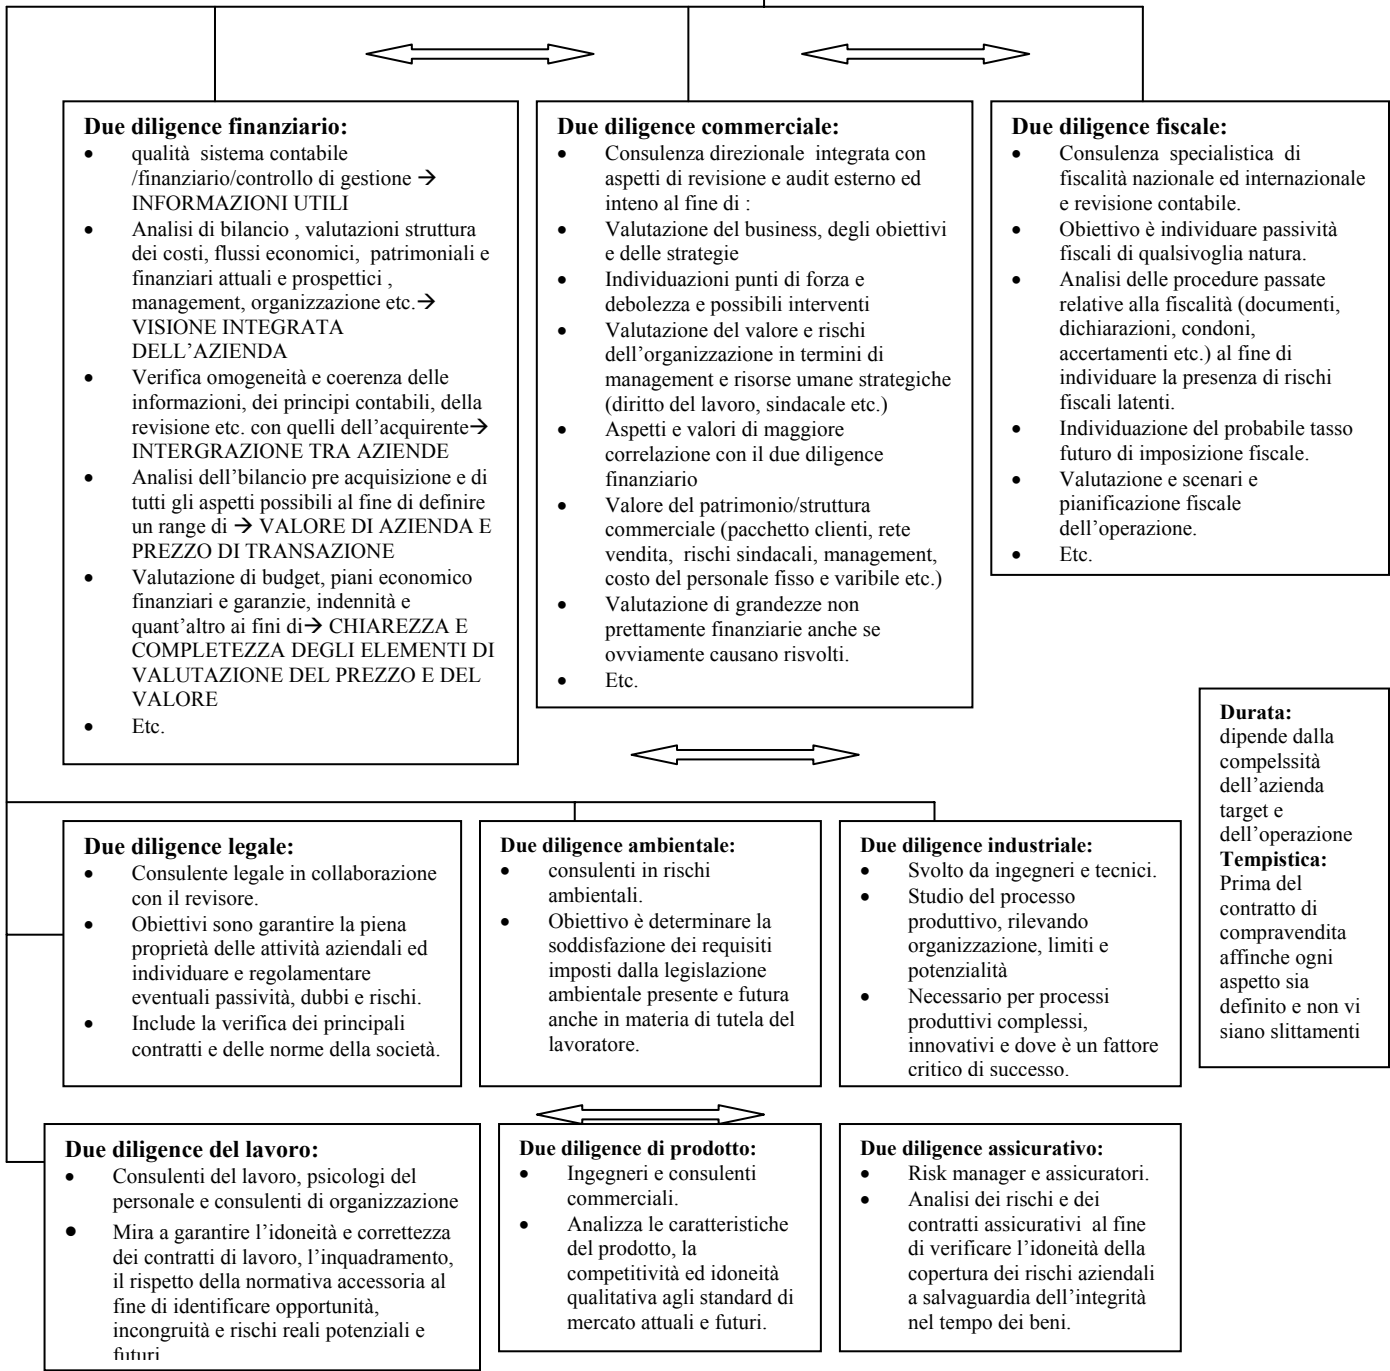 Due diligence finanziario:
• qualità sistema contabile
/finanziario/controllo di gestione →
INFORMAZIONI UTILI
• Analisi di bilancio , valutazioni struttura
dei costi, flussi economici, patrimoniali e
finanziari attuali e prospettici ,
management, organizzazione etc.→
VISIONE INTEGRATA
DELL’AZIENDA
• Verifica omogeneità e coerenza delle
informazioni, dei principi contabili, della
revisione etc. con quelli dell’acquirente→
INTERGRAZIONE TRA AZIENDE
• Analisi dell’bilancio pre acquisizione e di
tutti gli aspetti possibili al fine di definire
un range di → VALORE DI AZIENDA E
PREZZO DI TRANSAZIONE
• Valutazione di budget, piani economico
finanziari e garanzie, indennità e
quant’altro ai fini di→ CHIAREZZA E
COMPLETEZZA DEGLI ELEMENTI DI
VALUTAZIONE DEL PREZZO E DEL
VALORE
• Etc.
Due diligence commerciale:
• Consulenza direzionale integrata con
aspetti di revisione e audit esterno ed
inteno al fine di :
• Valutazione del business, degli obiettivi
e delle strategie
• Individuazioni punti di forza e
debolezza e possibili interventi
• Valutazione del valore e rischi
dell’organizzazione in termini di
management e risorse umane strategiche
(diritto del lavoro, sindacale etc.)
• Aspetti e valori di maggiore
correlazione con il due diligence
finanziario
• Valore del patrimonio/struttura
commerciale (pacchetto clienti, rete
vendita, rischi sindacali, management,
costo del personale fisso e varibile etc.)
• Valutazione di grandezze non
prettamente finanziarie anche se
ovviamente causano risvolti.
• Etc.
Due diligence fiscale:
• Consulenza specialistica di
fiscalità nazionale ed internazionale
e revisione contabile.
• Obiettivo è individuare passività
fiscali di qualsivoglia natura.
• Analisi delle procedure passate
relative alla fiscalità (documenti,
dichiarazioni, condoni,
accertamenti etc.) al fine di
individuare la presenza di rischi
fiscali latenti.
• Individuazione del probabile tasso
futuro di imposizione fiscale.
• Valutazione e scenari e
pianificazione fiscale
dell’operazione.
• Etc.
Durata:
dipende dalla
compelssità
dell’azienda
target e
dell’operazione
Tempistica:
Prima del
contratto di
compravendita
affinche ogni
aspetto sia
definito e non vi
siano slittamenti
Due diligence legale:
• Consulente legale in collaborazione
con il revisore.
• Obiettivi sono garantire la piena
proprietà delle attività aziendali ed
individuare e regolamentare
eventuali passività, dubbi e rischi.
• Include la verifica dei principali
contratti e delle norme della società.
Due diligence ambientale:
• consulenti in rischi
ambientali.
• Obiettivo è determinare la
soddisfazione dei requisiti
imposti dalla legislazione
ambientale presente e futura
anche in materia di tutela del
lavoratore.
Due diligence industriale:
• Svolto da ingegneri e tecnici.
• Studio del processo
produttivo, rilevando
organizzazione, limiti e
potenzialità
• Necessario per processi
produttivi complessi,
innovativi e dove è un fattore
critico di successo.
Due diligence del lavoro:
• Consulenti del lavoro, psicologi del
personale e consulenti di organizzazione
• Mira a garantire l’idoneità e correttezza
dei contratti di lavoro, l’inquadramento,
il rispetto della normativa accessoria al
fine di identificare opportunità,
incongruità e rischi reali potenziali e
futuri
Due diligence di prodotto:
• Ingegneri e consulenti
commerciali.
• Analizza le caratteristiche
del prodotto, la
competitività ed idoneità
qualitativa agli standard di
mercato attuali e futuri.
Due diligence assicurativo:
• Risk manager e assicuratori.
• Analisi dei rischi e dei
contratti assicurativi al fine
di verificare l’idoneità della
copertura dei rischi aziendali
a salvaguardia dell’integrità
nel tempo dei beni.